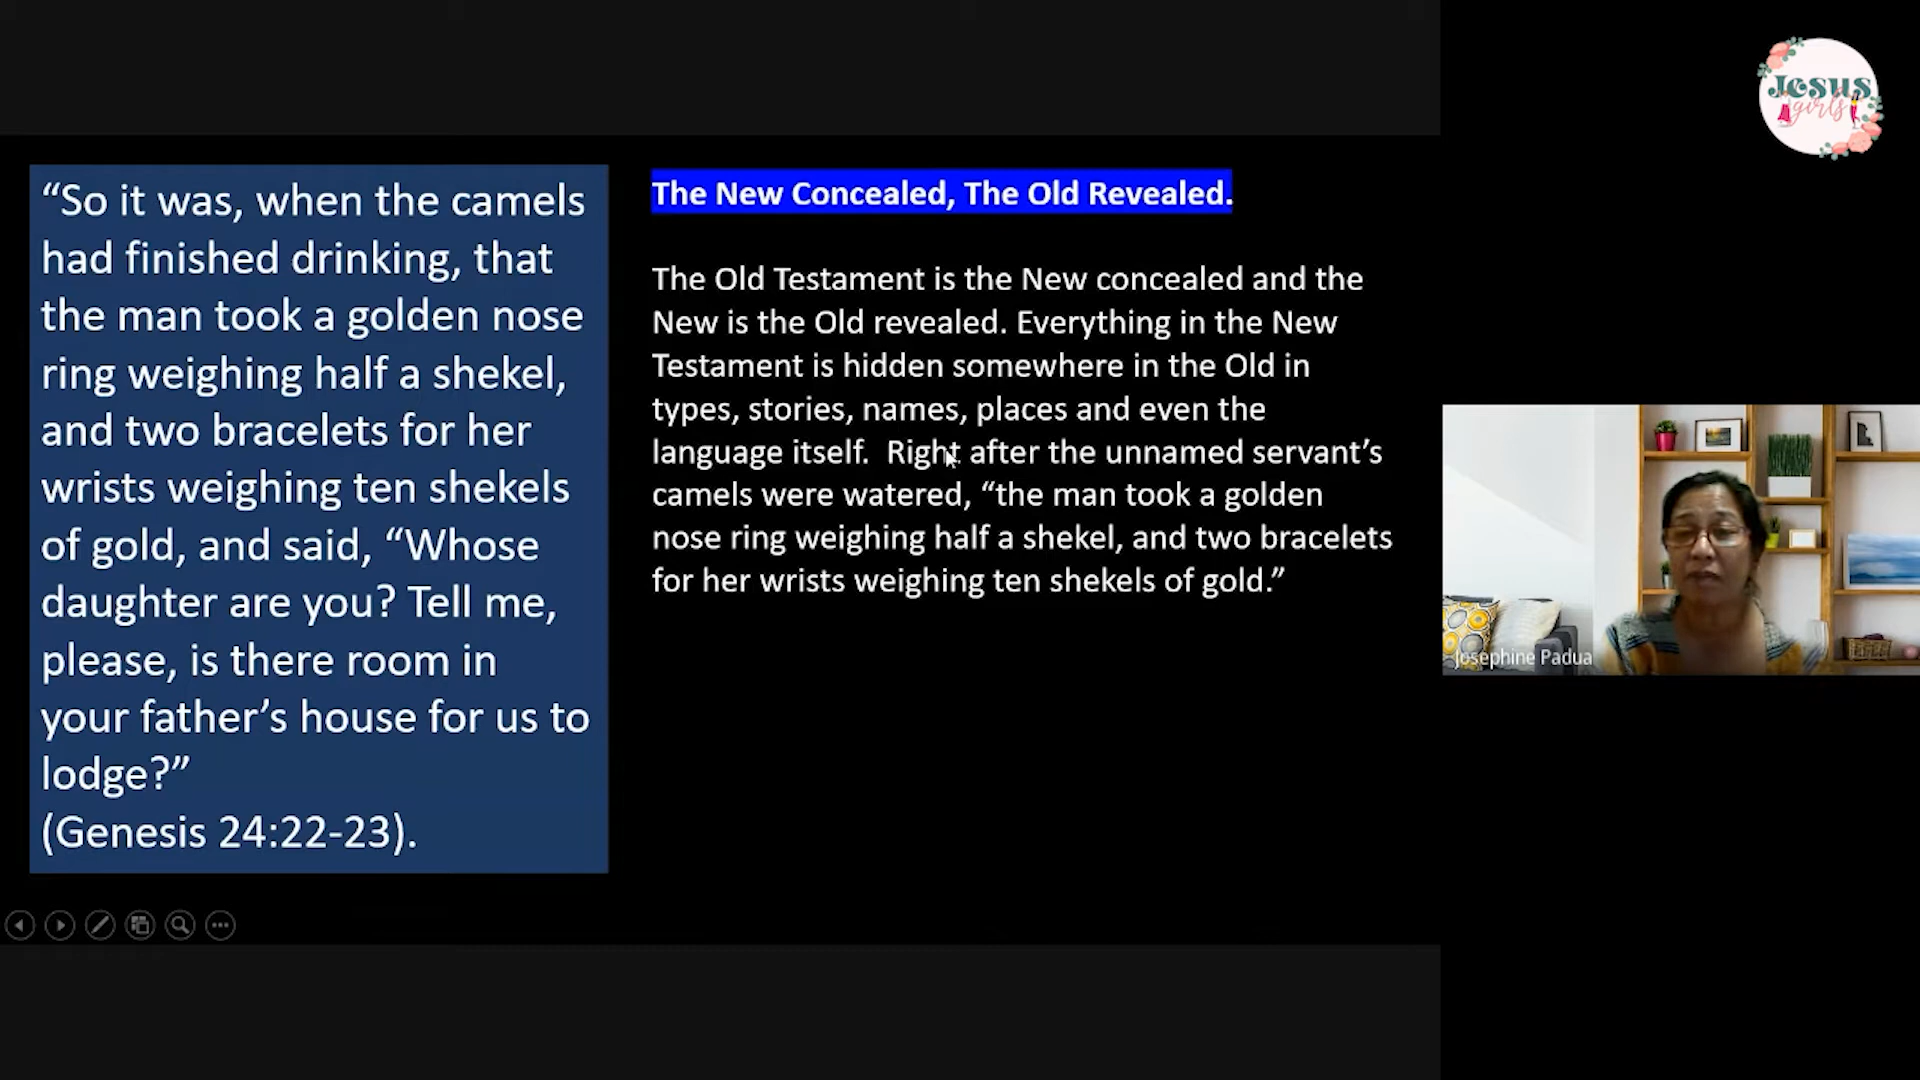 “So it was, when the camels
had finished drinking, that
the man took a golden nose
ring weighing half a shekel,
and two bracelets for her
wrists weighing ten shekels
of gold, and said, “Whose
daughter are you? Tell me,
please, is there room in
your father’s house for us to
lodge?”
(Genesis 24:22-23).
The New Concealed, The Old Revealed.
The Old Testament is the New concealed and the
New is the Old revealed. Everything in the New
Testament is hidden somewhere in the Old in
types, stories, names, places and even the
language itself.  Right after the unnamed servant’s
camels were watered, “the man took a golden
nose ring weighing half a shekel, and two bracelets
for her wrists weighing ten shekels of gold.”
Jesus
girls
Josephine Padua